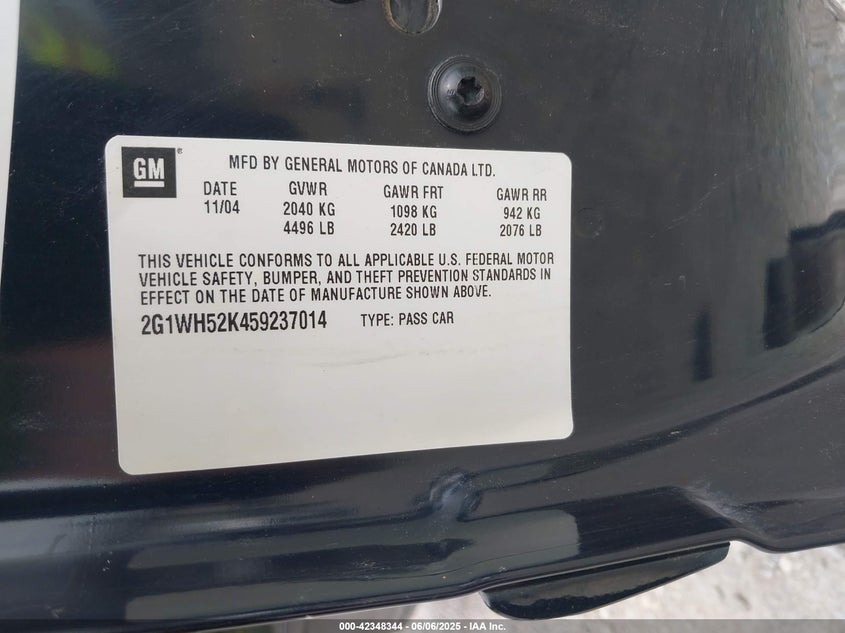 GM
MFD BY GENERAL MOTORS OF CANADA LTD.
DATE GVWR GAWR FRT GAWR RR
11/04 2040 KG 1098 KG 942 KG
4496 LB 2420 LB 2076 LB
THIS VEHICLE CONFORMS TO ALL APPLICABLE U.S. FEDERAL MOTOR
VEHICLE SAFETY, BUMPER, AND THEFT PREVENTION STANDARDS IN
EFFECT ON THE DATE OF MANUFACTURE SHOWN ABOVE.
2G1WH52K459237014 TYPE: PASS CAR
000-42348344 - 06/06/2025 - IAA Inc.